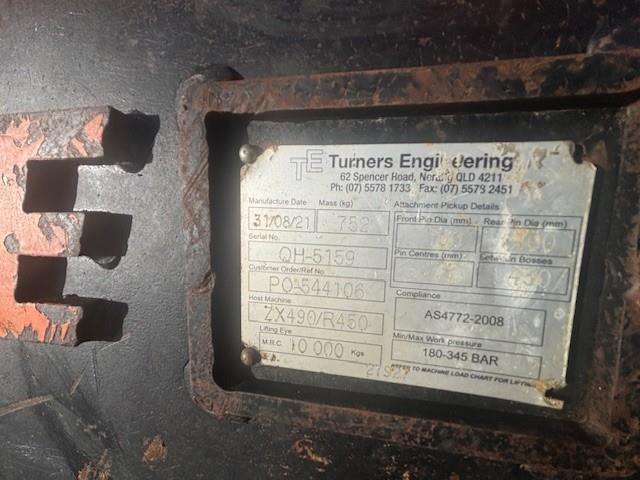 TE Turners Engineering
62 Spencer Road, Nerang QLD 4211
Ph: (07) 5578 1733 Fax: (07) 5578 2451
Manufacture Date Mass (kg) Attachment Pickup Details
31/08/21 752 Front Pin Dia (mm) Rear Pin Dia (mm)
Serial No.
QH-5159 Pin Centres (mm) Between Bosses
Customer Order/Ref No.
PO-544106 Compliance
Host Machine AS4772-2008
ZX490/R450
Lifting Eye Min/Max Work pressure
M.R.C. 10 000 Kgs 180-345 BAR
REFER TO MACHINE LOAD CHART FOR